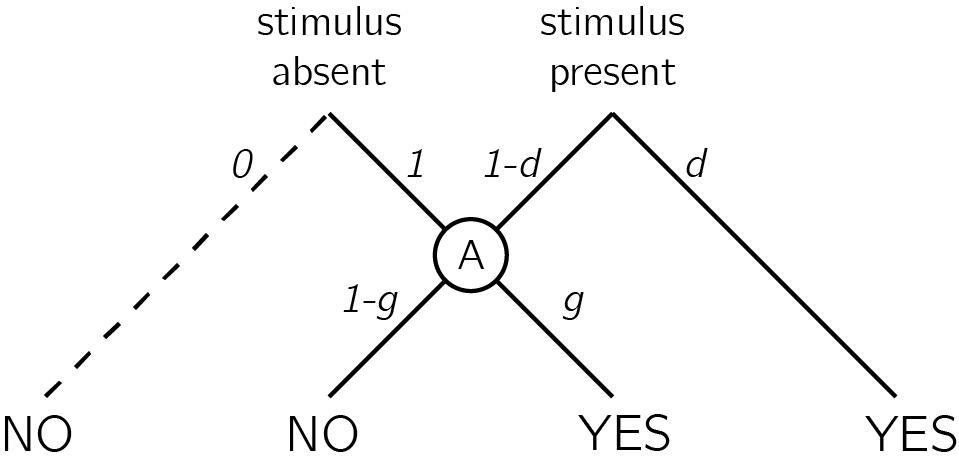 stimulus
absent
stimulus
present
0
1
1-d
d
A
1-g
g
NO
NO
YES
YES